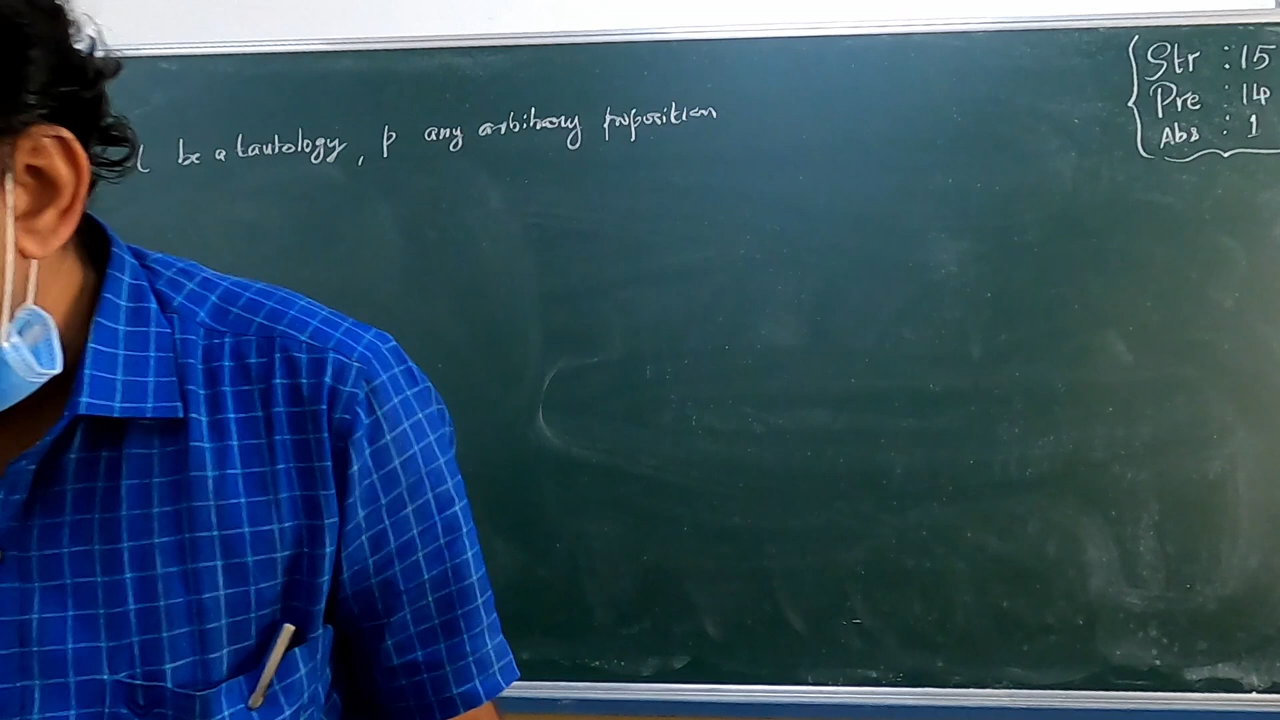 be a tautology, p any arbitrary proposition
Str : 15
Pre : 14
Abs : 1